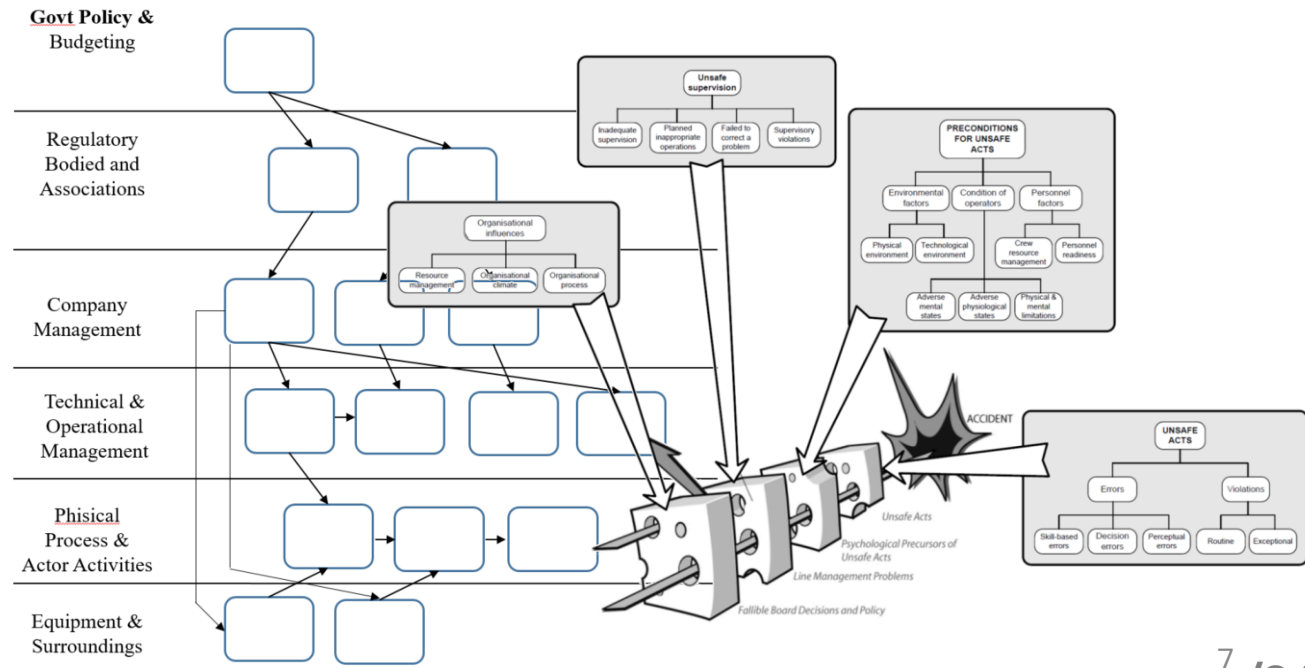 Govt Policy &
Budgeting
Regulatory
Bodied and
Associations
Company
Management
Technical &
Operational
Management
Phisical
Process &
Actor Activities
Equipment &
Surroundings
Unsafe
supervision
Inadequate
supervision
Planned
inappropriate
operations
Failed to
correct a
problem
Supervisory
violations
Organisational
influences
Resource
management
Organisational
climate
Organisational
process
PRECONDITIONS
FOR UNSAFE
ACTS
Environmental
factors
Condition of
operators
Personnel
factors
Physical
environment
Technological
environment
Crew
resource
management
Personnel
readiness
Adverse
mental
states
Adverse
physiological
states
Physical &
mental
limitations
ACCIDENT
UNSAFE
ACTS
Errors
Violations
Skill-based
errors
Decision
errors
Perceptual
errors
Routine
Exceptional
Unsafe Acts
Psychological Precursors of
Unsafe Acts
Line Management Problems
Fallible Board Decisions and Policy
7